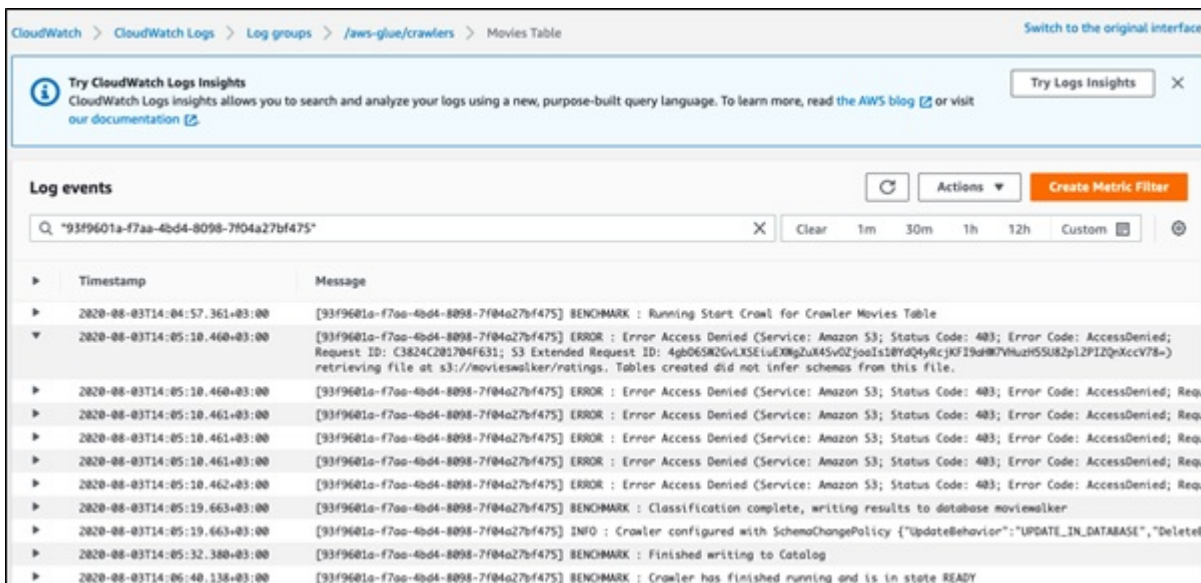 CloudWatch > CloudWatch Logs > Log groups > /aws-glue/crawlers > Movies Table
Switch to the original interface
Try CloudWatch Logs Insights
CloudWatch Logs insights allows you to search and analyze your logs using a new, purpose-built query language. To learn more, read the AWS blog or visit
our documentation
Try Logs Insights
Log events
Actions
Create Metric Filter
"93f9601a-f7aa-4bd4-8098-7f04a27bf475"
Clear 1m 30m 1h 12h Custom
Timestamp Message
2020-08-03T14:04:57.361+03:00 [93f9601a-f7aa-4bd4-8098-7f04a27bf475] BENCHMARK : Running Start Crawl for Crawler Movies Table
2020-08-03T14:05:10.460+03:00 [93f9601a-f7aa-4bd4-8098-7f04a27bf475] ERROR : Error Access Denied (Service: Amazon S3; Status Code: 403; Error Code: AccessDenied;
Request ID: C3824C201704F631; S3 Extended Request ID:
retrieving file at s3://movieswalker/ratings. Tables created did not infer schemas from this file.
2020-08-03T14:05:10.460+03:00 [93f9601a-f7aa-4bd4-8098-7f04a27bf475] ERROR : Error Access Denied (Service: Amazon S3; Status Code: 403; Error Code: AccessDenied; Requ
2020-08-03T14:05:10.461+03:00 [93f9601a-f7aa-4bd4-8098-7f04a27bf475] ERROR : Error Access Denied (Service: Amazon S3; Status Code: 403; Error Code: AccessDenied; Requ
2020-08-03T14:05:10.461+03:00 [93f9601a-f7aa-4bd4-8098-7f04a27bf475] ERROR : Error Access Denied (Service: Amazon S3; Status Code: 403; Error Code: AccessDenied; Requ
2020-08-03T14:05:10.461+03:00 [93f9601a-f7aa-4bd4-8098-7f04a27bf475] ERROR : Error Access Denied (Service: Amazon S3; Status Code: 403; Error Code: AccessDenied; Requ
2020-08-03T14:05:10.462+03:00 [93f9601a-f7aa-4bd4-8098-7f04a27bf475] ERROR : Error Access Denied (Service: Amazon S3; Status Code: 403; Error Code: AccessDenied; Requ
2020-08-03T14:05:19.663+03:00 [93f9601a-f7aa-4bd4-8098-7f04a27bf475] BENCHMARK : Classification complete, writing results to database moviewalker
2020-08-03T14:05:19.663+03:00 [93f9601a-f7aa-4bd4-8098-7f04a27bf475] INFO : Crawler configured with SchemaChangePolicy {"UpdateBehavior":"UPDATE_IN_DATABASE","DeleteB
2020-08-03T14:05:32.380+03:00 [93f9601a-f7aa-4bd4-8098-7f04a27bf475] BENCHMARK : Finished writing to Catalog
2020-08-03T14:06:40.138+03:00 [93f9601a-f7aa-4bd4-8098-7f04a27bf475] BENCHMARK : Crawler has finished running and is in state READY